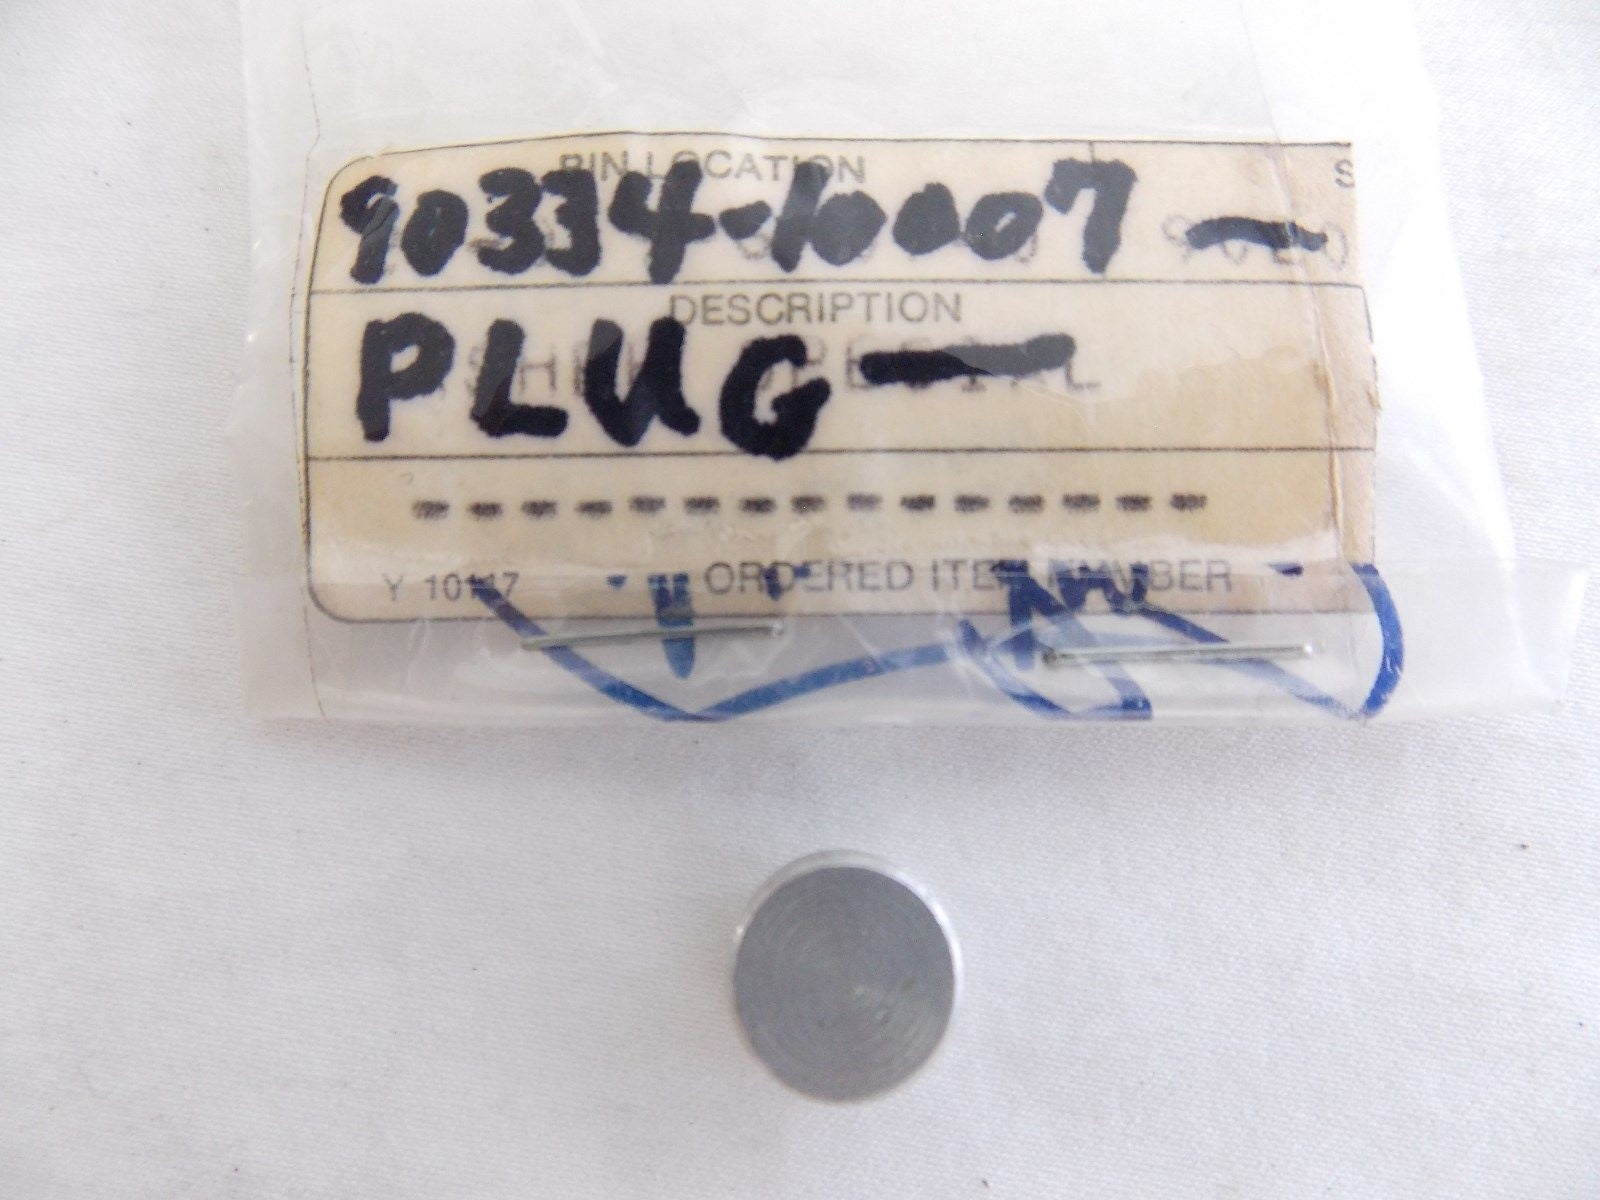 BIN LOCATION S
90334-10007 -
DESCRIPTION
PLUG -
- - - - - - - - - - - - - - -
Y 10117 ORDERED ITEM NUMBER